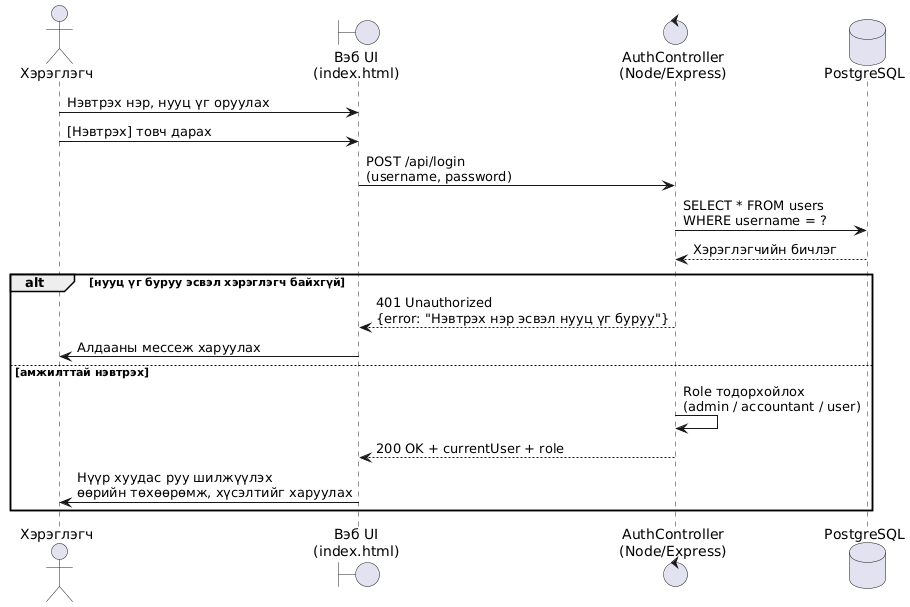 Хэрэглэгч
Вэб UI
(index.html)
AuthController
(Node/Express)
PostgreSQL
Нэвтрэх нэр, нууц үг оруулах
[Нэвтрэх] товч дарах
POST /api/login
(username, password)
SELECT * FROM users
WHERE username = ?
Хэрэглэгчийн бичлэг
alt
[нууц үг буруу эсвэл хэрэглэгч байхгүй]
401 Unauthorized
{error: "Нэвтрэх нэр эсвэл нууц үг буруу"}
Алдааны мессеж харуулах
[амжилттай нэвтрэх]
Role тодорхойлох
(admin / accountant / user)
200 OK + currentUser + role
Нүүр хуудас руу шилжүүлэх
өөрийн төхөөрөмж, хүсэлтийг харуулах
Хэрэглэгч
Вэб UI
(index.html)
AuthController
(Node/Express)
PostgreSQL